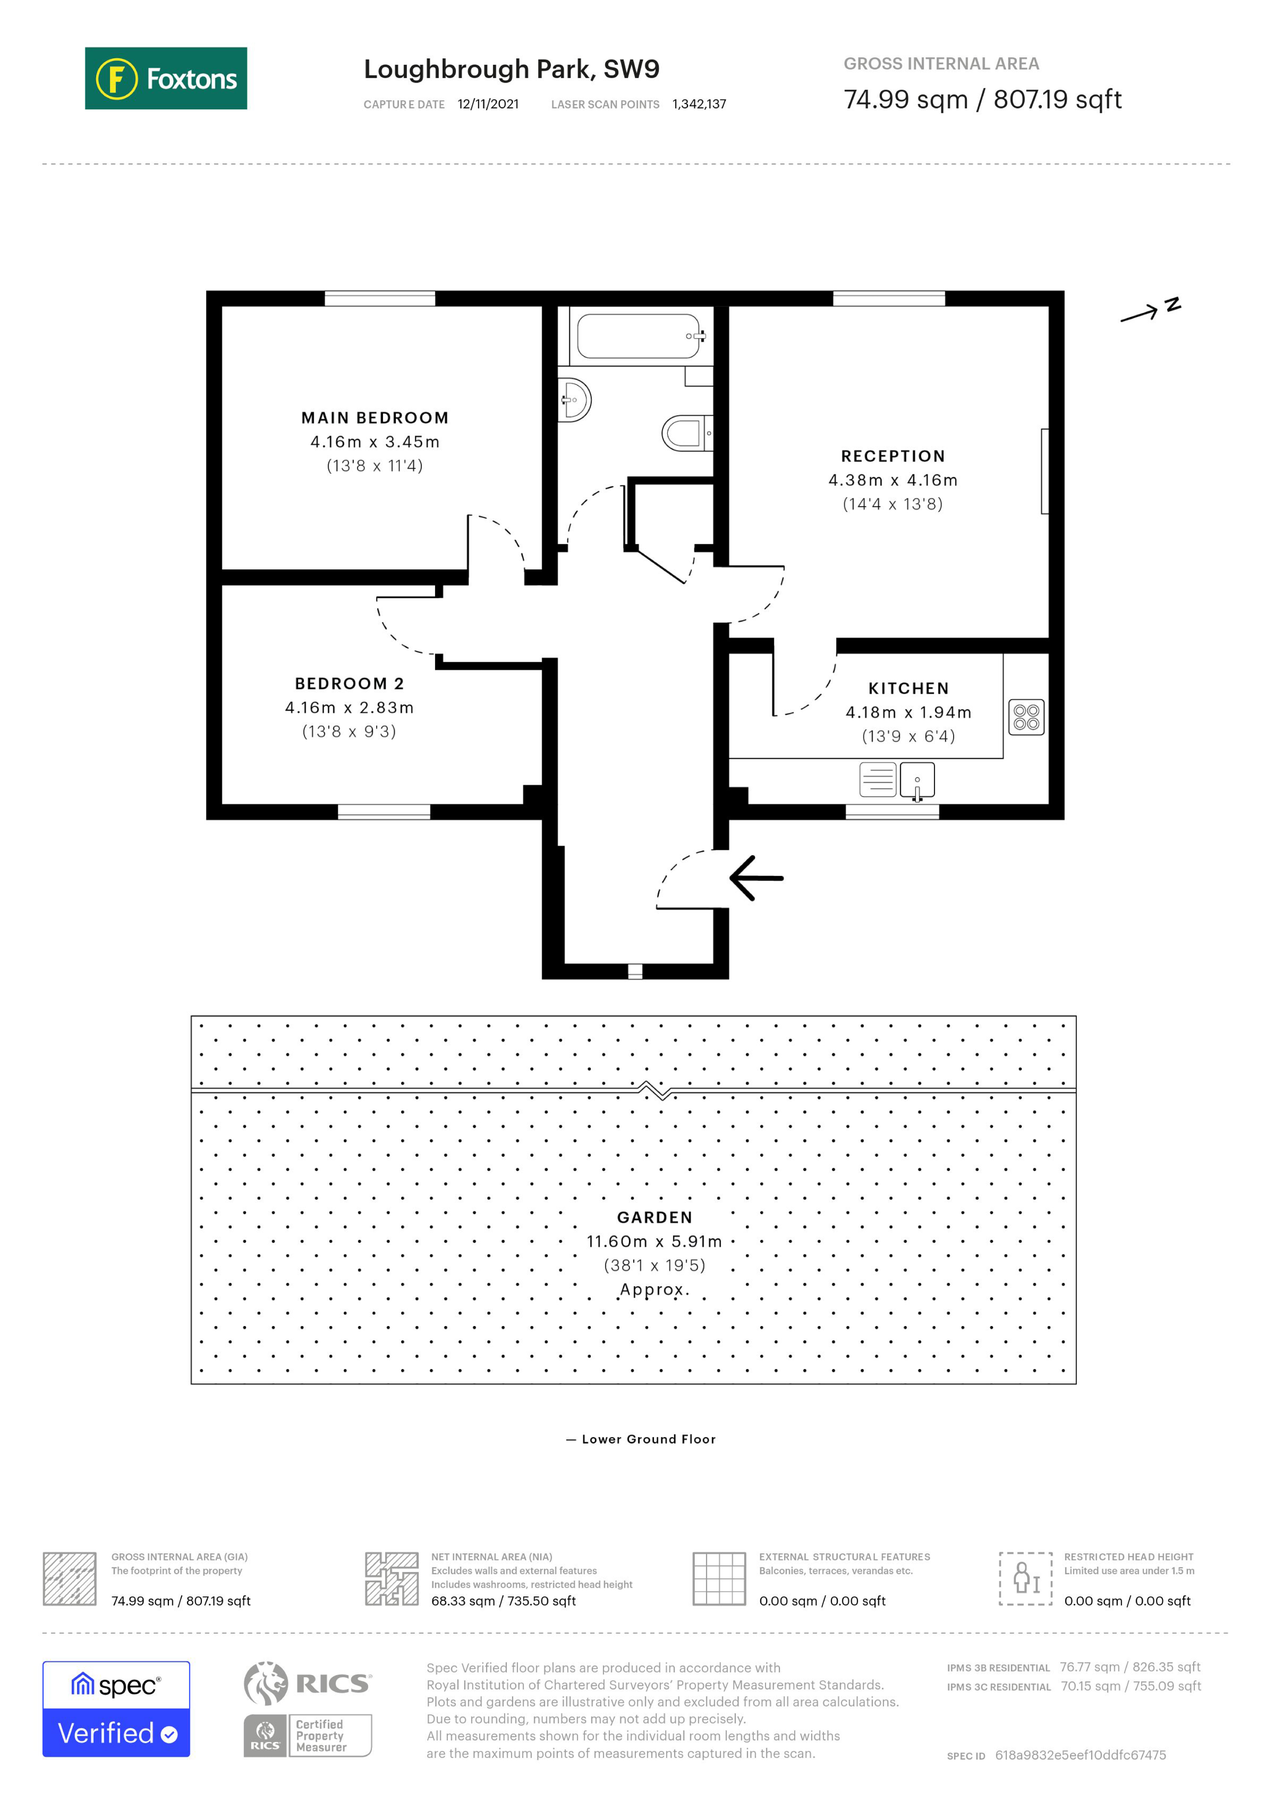 Foxtons
Loughbrough Park, SW9
CAPTURE DATE 12/11/2021 LASER SCAN POINTS 1,342,137
GROSS INTERNAL AREA
74.99 sqm / 807.19 sqft
N
MAIN BEDROOM
4.16m x 3.45m
(13'8 x 11'4)
RECEPTION
4.38m x 4.16m
(14'4 x 13'8)
BEDROOM 2
4.16m x 2.83m
(13'8 x 9'3)
KITCHEN
4.18m x 1.94m
(13'9 x 6'4)
GARDEN
11.60m x 5.91m
(38'1 x 19'5)
Approx.
— Lower Ground Floor
GROSS INTERNAL AREA (GIA)
The footprint of the property
74.99 sqm / 807.19 sqft
NET INTERNAL AREA (NIA)
Excludes walls and external features
Includes washrooms, restricted head height
68.33 sqm / 735.50 sqft
EXTERNAL STRUCTURAL FEATURES
Balconies, terraces, verandas etc.
0.00 sqm / 0.00 sqft
RESTRICTED HEAD HEIGHT
Limited use area under 1.5 m
0.00 sqm / 0.00 sqft
spec®
Verified
RICS
RICS
Certified
Property
Measurer
Spec Verified floor plans are produced in accordance with
Royal Institution of Chartered Surveyors' Property Measurement Standards.
Plots and gardens are illustrative only and excluded from all area calculations.
Due to rounding, numbers may not add up precisely.
All measurements shown for the individual room lengths and widths
are the maximum points of measurements captured in the scan.
IPMS 3B RESIDENTIAL 76.77 sqm / 826.35 sqft
IPMS 3C RESIDENTIAL 70.15 sqm / 755.09 sqft
SPEC ID 618a9832e5eef10ddfc67475